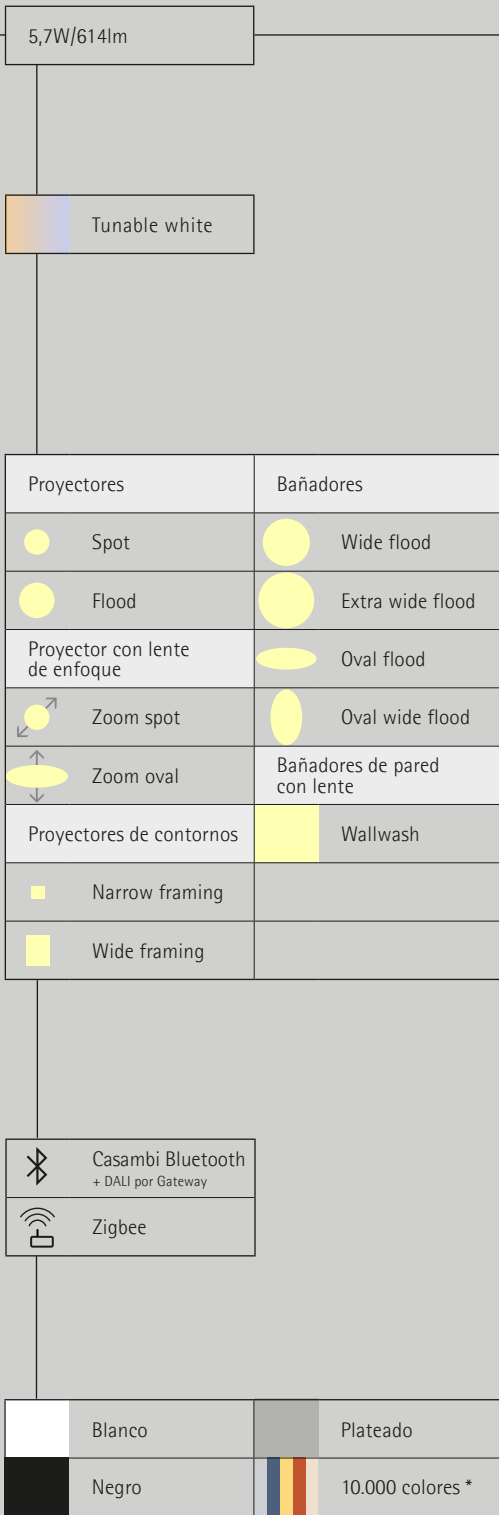 5,7W/614lm
Tunable white
Proyectores
Bañadores
Spot
Wide flood
Flood
Extra wide flood
Proyector con lente
de enfoque
Oval flood
Zoom spot
Oval wide flood
Zoom oval
Bañadores de pared
con lente
Proyectores de contornos
Wallwash
Narrow framing
Wide framing
Casambi Bluetooth
+ DALI por Gateway
Zigbee
Blanco
Plateado
Negro
10.000 colores *